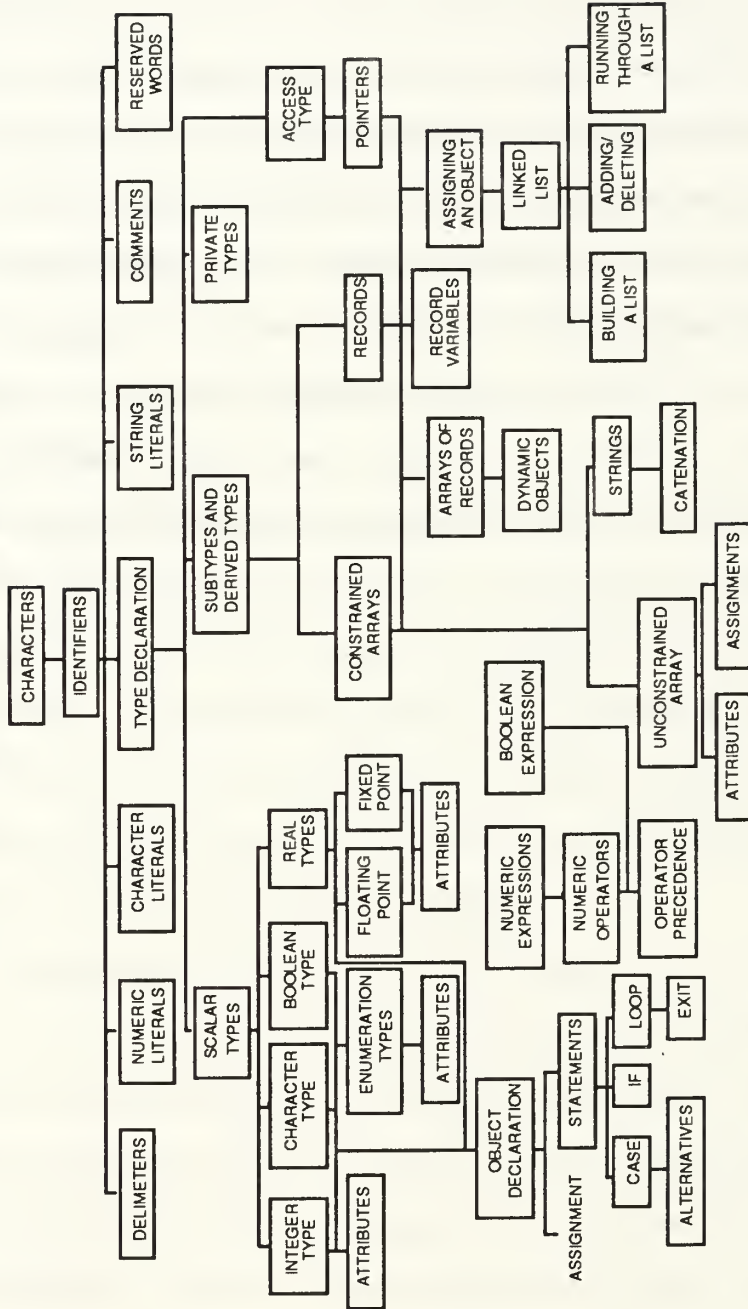 CHARACTERS
IDENTIFIERS
DELIMETERS
NUMERIC
LITERALS
CHARACTER
LITERALS
TYPE DECLARATION
STRING
LITERALS
COMMENTS
RESERVED
WORDS
SCALAR
TYPES
SUBTYPES AND
DERIVED TYPES
PRIVATE
TYPES
ACCESS
TYPE
POINTERS
INTEGER
TYPE
CHARACTER
TYPE
BOOLEAN
TYPE
REAL
TYPES
ATTRIBUTES
ENUMERATION
TYPES
ATTRIBUTES
FLOATING
POINT
FIXED
POINT
ATTRIBUTES
CONSTRAINED
ARRAYS
RECORDS
RECORD
VARIABLES
ARRAYS OF
RECORDS
DYNAMIC
OBJECTS
ASSIGNING
AN OBJECT
LINKED
LIST
BUILDING
A LIST
ADDING/
DELETING
RUNNING
THROUGH
A LIST
OBJECT
DECLARATION
ASSIGNMENT
STATEMENTS
CASE
IF
LOOP
ALTERNATIVES
EXIT
NUMERIC
EXPRESSIONS
NUMERIC
OPERATORS
OPERATOR
PRECEDENCE
BOOLEAN
EXPRESSION
UNCONSTRAINED
ARRAY
ATTRIBUTES
ASSIGNMENTS
STRINGS
CATENATION